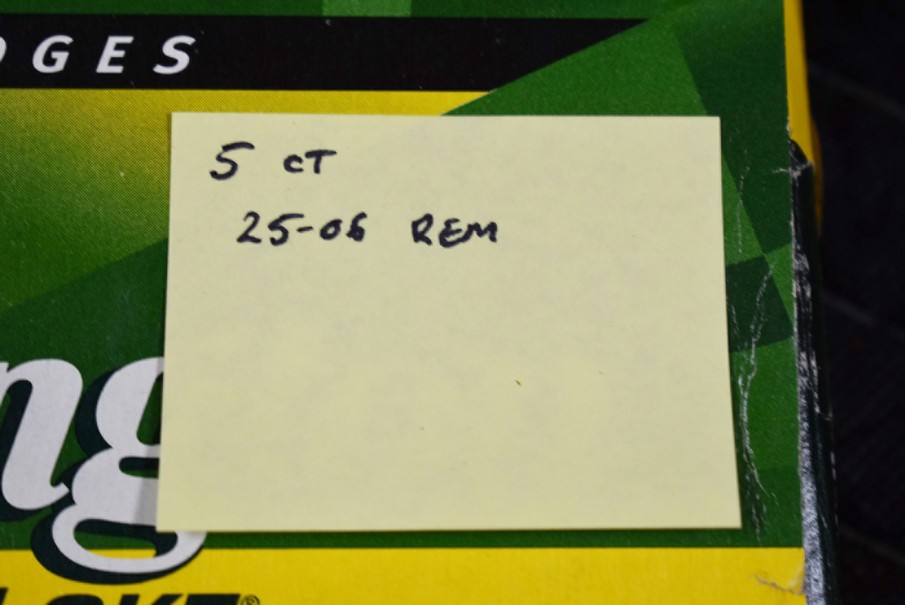 DGES
5 CT
25-06 REM
ng